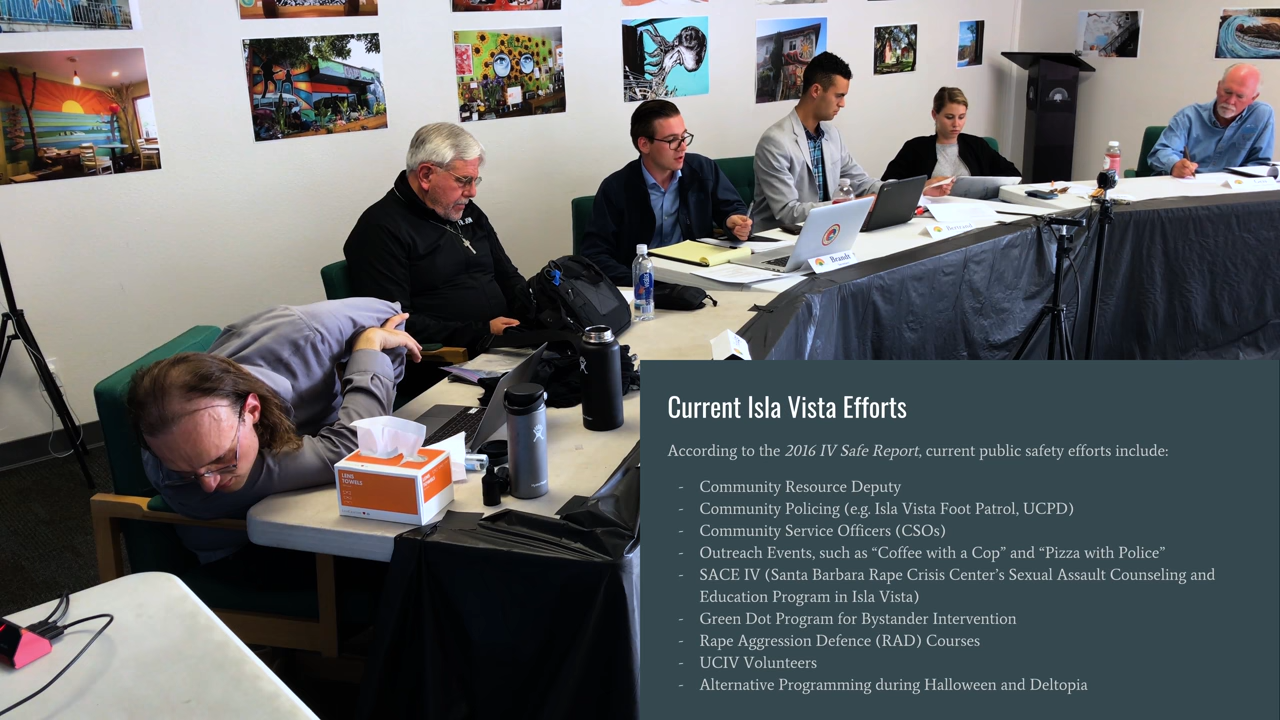 FR. JON
Brandt
Bertrand
LENS
TOWELS
Current Isla Vista Efforts
According to the 2016 IV Safe Report, current public safety efforts include:
- Community Resource Deputy
- Community Policing (e.g. Isla Vista Foot Patrol, UCPD)
- Community Service Officers (CSOs)
- Outreach Events, such as “Coffee with a Cop” and “Pizza with Police”
- SACE IV (Santa Barbara Rape Crisis Center’s Sexual Assault Counseling and
Education Program in Isla Vista)
- Green Dot Program for Bystander Intervention
- Rape Aggression Defence (RAD) Courses
- UCIV Volunteers
- Alternative Programming during Halloween and Deltopia